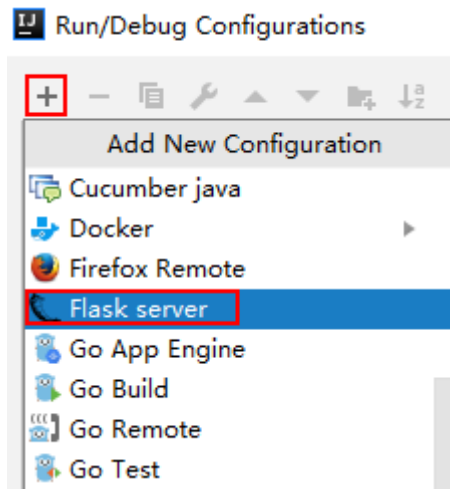 IJ Run/Debug Configurations
Add New Configuration
Cucumber java
Docker
Firefox Remote
Flask server
Go App Engine
Go Build
Go Remote
Go Test